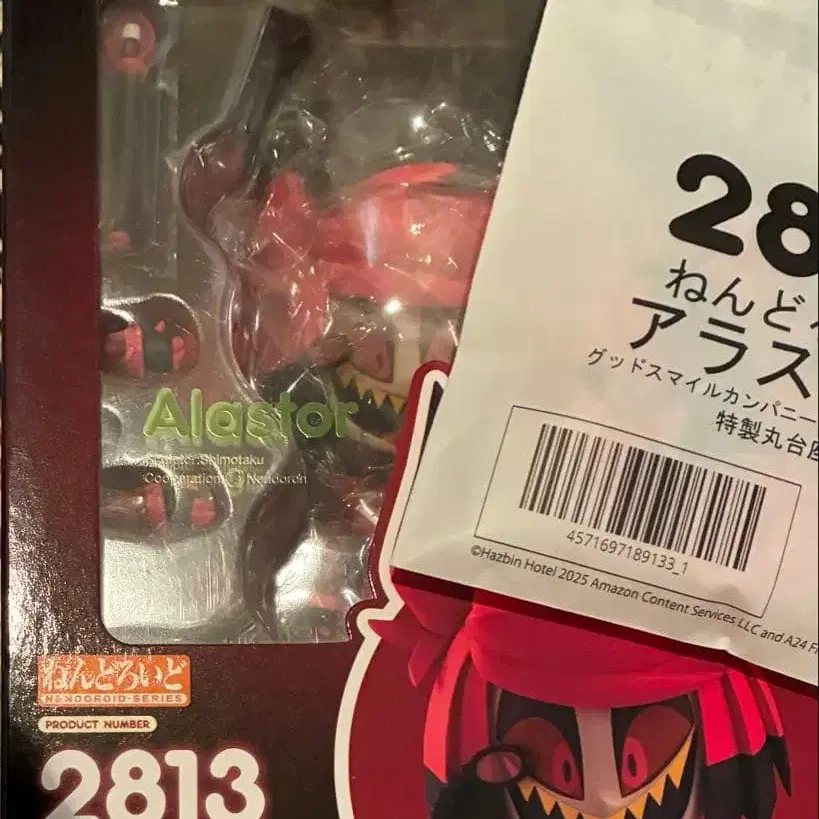 Alastor
Shimotaku
Cooperation Nendoron
ねんどろいど
NENDOROID-SERIES
PRODUCT NUMBER
2813
28
ねんど
アラス
グッドスマイルカンパニー
特製丸台座
4571697189133_1
©Hazbin Hotel 2025 Amazon Content Services LLC and A24 F